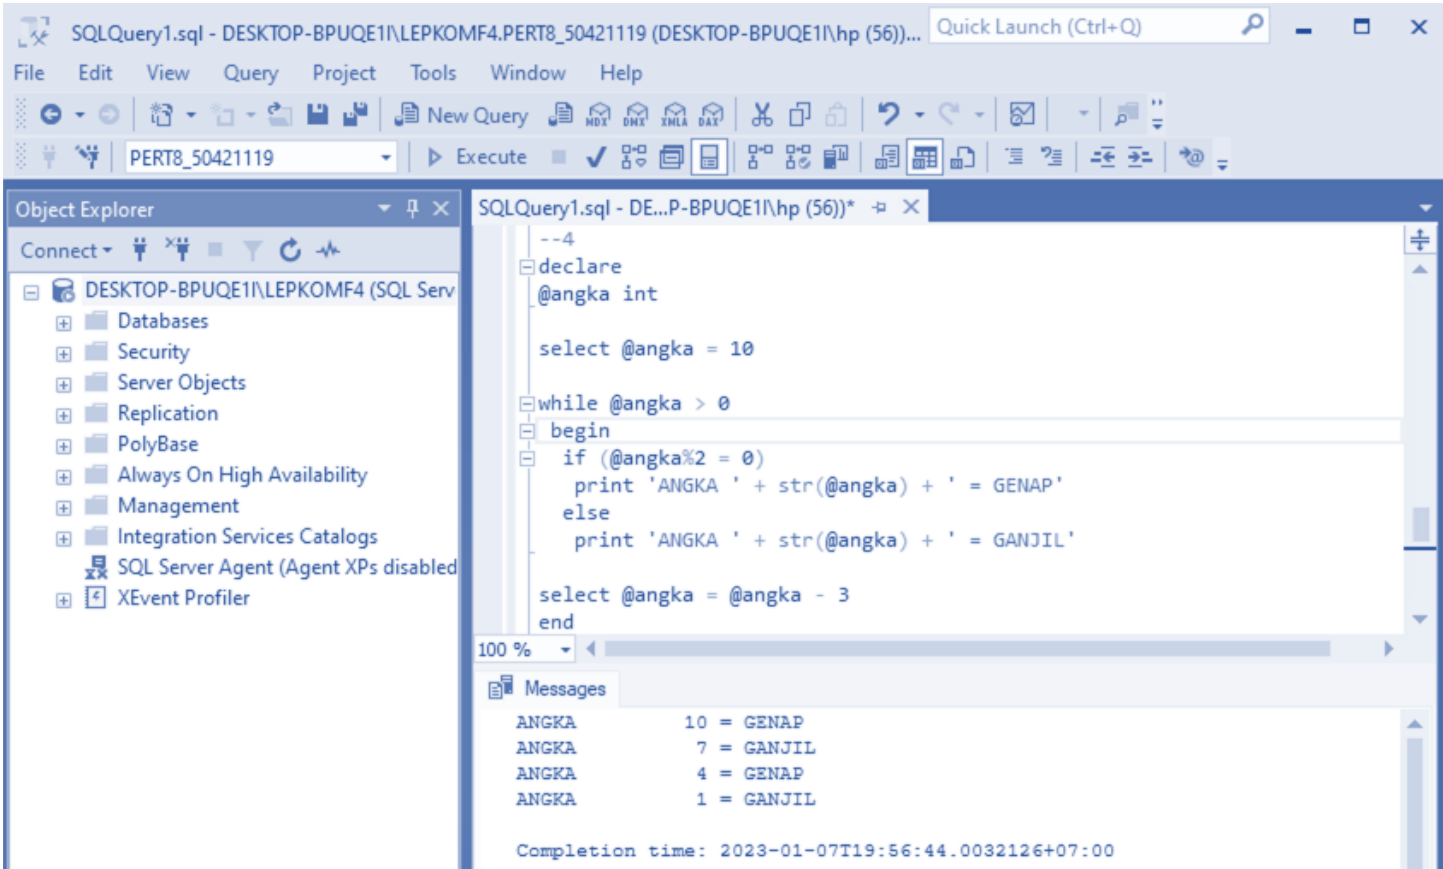 SQLQuery1.sql - DESKTOP-BPUQE1I\LEPKOMF4.PERT8_50421119 (DESKTOP-BPUQE1I\hp (56))...
Quick Launch (Ctrl+Q)
File Edit View Query Project Tools Window Help
New Query MDX DMX XMLA DAX
PERT8_50421119 Execute
Object Explorer
Connect
DESKTOP-BPUQE1I\LEPKOMF4 (SQL Serv
Databases
Security
Server Objects
Replication
PolyBase
Always On High Availability
Management
Integration Services Catalogs
SQL Server Agent (Agent XPs disabled
XEvent Profiler
SQLQuery1.sql - DE...P-BPUQE1I\hp (56))*
--4
declare
@angka int
select @angka = 10
while @angka > 0
begin
if (@angka%2 = 0)
print 'ANGKA ' + str(@angka) + ' = GENAP'
else
print 'ANGKA ' + str(@angka) + ' = GANJIL'
select @angka = @angka - 3
end
100 %
Messages
ANGKA 10 = GENAP
ANGKA 7 = GANJIL
ANGKA 4 = GENAP
ANGKA 1 = GANJIL
Completion time: 2023-01-07T19:56:44.0032126+07:00